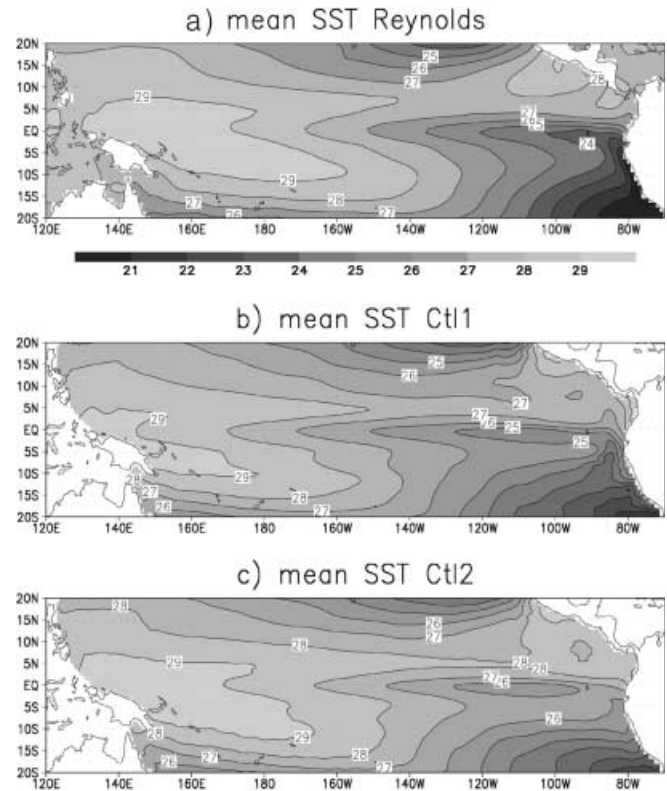 a) mean SST Reynolds
20N
15N
10N
5N
EQ
5S
10S
15S
20S
25
26
27
28
29
27
26
25
24
29
28
27
26
27
120E 140E 160E 180 160W 140W 120W 100W 80W
21 22 23 24 25 26 27 28 29
b) mean SST Ctl1
20N
15N
10N
5N
EQ
5S
10S
15S
20S
25
26
27
29
27
26
25
25
28
27
26
29
28
27
120E 140E 160E 180 160W 140W 120W 100W 80W
c) mean SST Ctl2
20N
15N
10N
5N
EQ
5S
10S
15S
20S
28
26
27
28
29
28
28
27
26
28
27
26
29
28
27
26
120E 140E 160E 180 160W 140W 120W 100W 80W